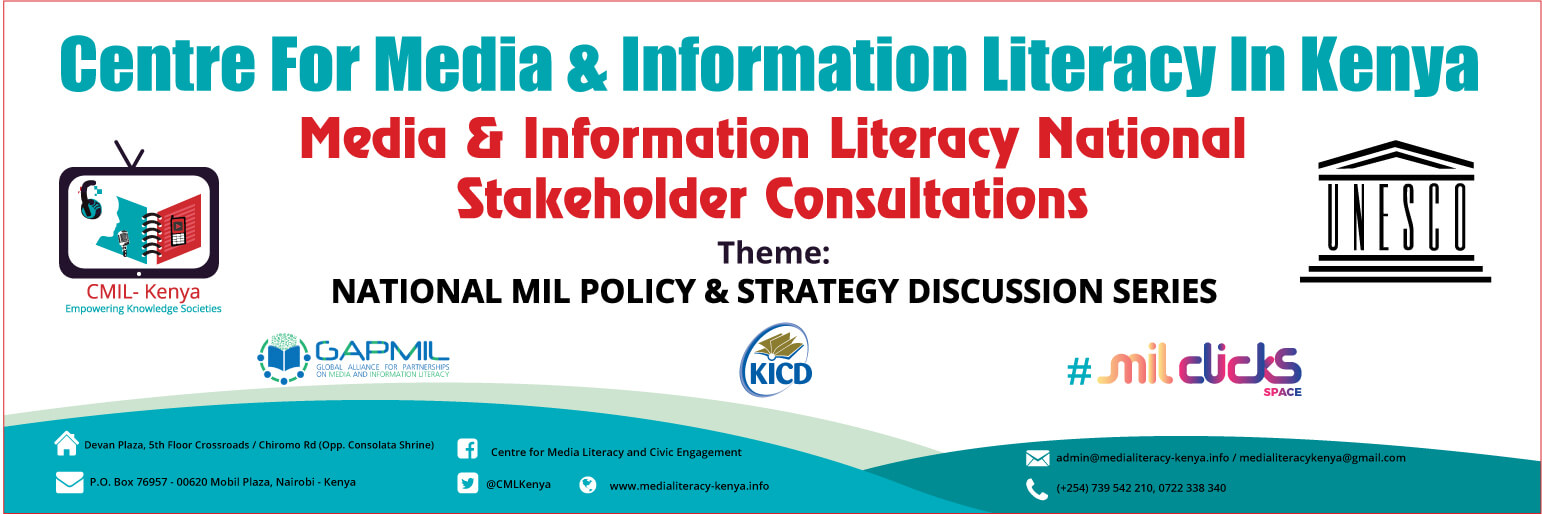 Centre For Media & Information Literacy In Kenya
Media & Information Literacy National
Stakeholder Consultations
Theme:
NATIONAL MIL POLICY & STRATEGY DISCUSSION SERIES
CMIL- Kenya
Empowering Knowledge Societies
UNESCO
GAPMIL
GLOBAL ALLIANCE FOR PARTNERSHIPS
ON MEDIA AND INFORMATION LITERACY
KICD
# mil clicks
SPACE
Devan Plaza, 5th Floor Crossroads / Chiromo Rd (Opp. Consolata Shrine)
P.O. Box 76957 - 00620 Mobil Plaza, Nairobi - Kenya
Centre for Media Literacy and Civic Engagement
@CMLKenya
www.medialiteracy-kenya.info
admin@medialiteracy-kenya.info / medialiteracykenya@gmail.com
(+254) 739 542 210, 0722 338 340